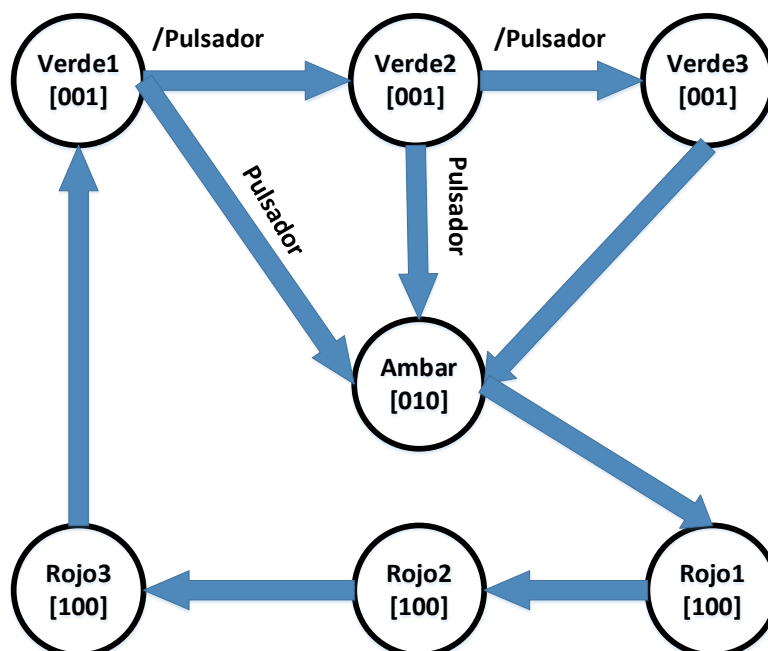 /Pulsador
/Pulsador
Verde1
[001]
Verde2
[001]
Verde3
[001]
Pulsador
Pulsador
Ambar
[010]
Rojo3
[100]
Rojo2
[100]
Rojo1
[100]